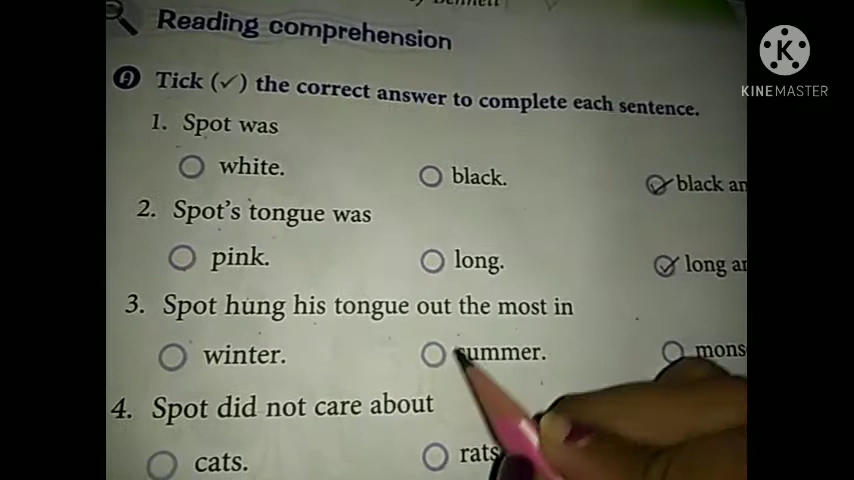 Bennett
Reading comprehension
A Tick (✓) the correct answer to complete each sentence.
1. Spot was
white. black. black an
2. Spot's tongue was
pink. long. long an
3. Spot hung his tongue out the most in
winter. summer. mons
4. Spot did not care about
cats. rats
K
KINEMASTER